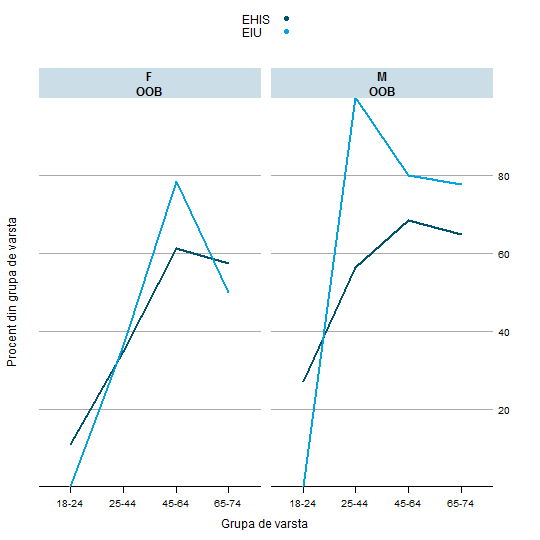 EHIS
EIU
F
OOB
M
OOB
80
60
40
20
Procent din grupa de varsta
18-24 25-44 45-64 65-74
18-24 25-44 45-64 65-74
Grupa de varsta